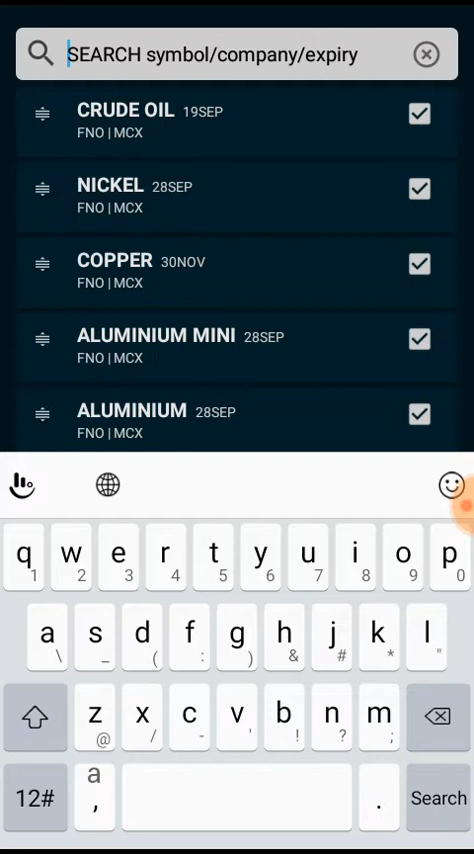 SEARCH symbol/company/expiry
CRUDE OIL 19SEP
FNO | MCX
NICKEL 28SEP
FNO | MCX
COPPER 30NOV
FNO | MCX
ALUMINIUM MINI 28SEP
FNO | MCX
ALUMINIUM 28SEP
FNO | MCX
q w e r t y u i o p
1 2 3 4 5 6 7 8 9 0
a s d f g h j k l
\ _ ( : ) & # * "
z x c v b n m
@ / - ' ! ? ;
12# a , . Search